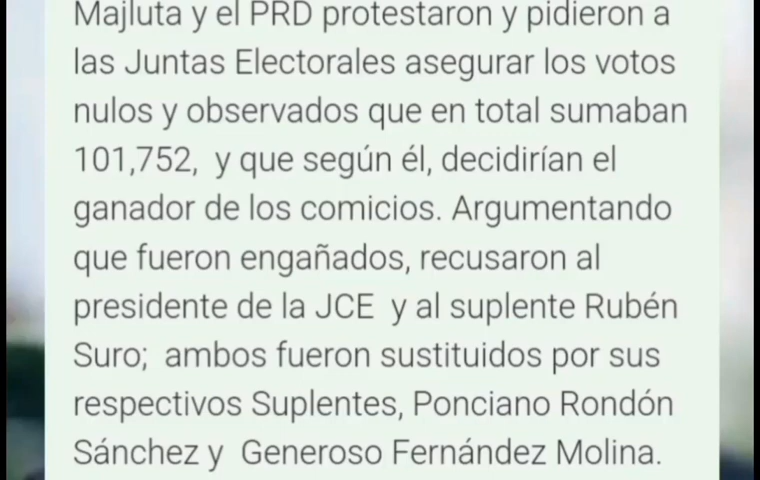 Majluta y el PRD protestaron y pidieron a
las Juntas Electorales asegurar los votos
nulos y observados que en total sumaban
101,752, y que según él, decidirían el
ganador de los comicios. Argumentando
que fueron engañados, recusaron al
presidente de la JCE y al suplente Rubén
Suro; ambos fueron sustituidos por sus
respectivos Suplentes, Ponciano Rondón
Sánchez y Generoso Fernández Molina.